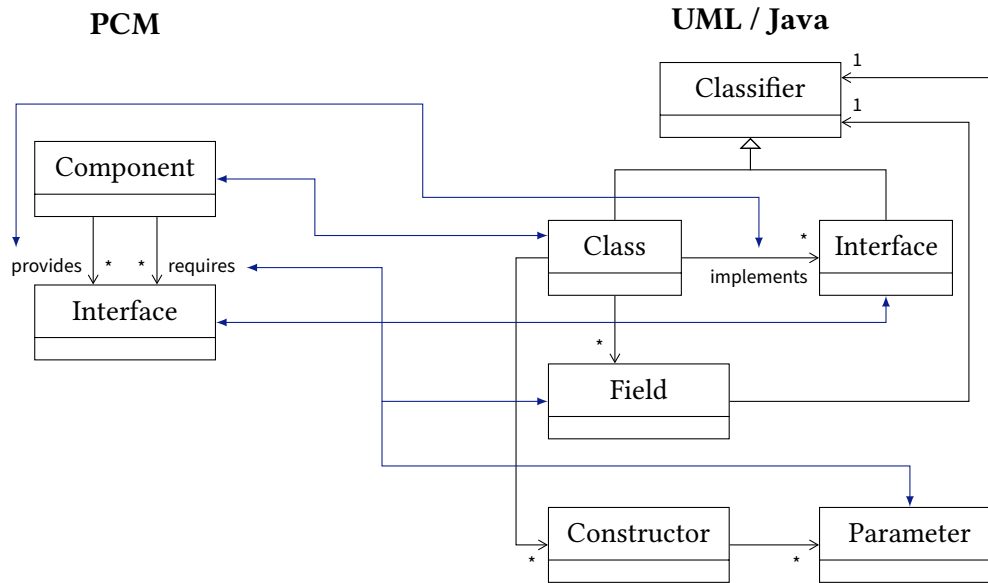 PCM
UML / Java
Classifier
1
1
Component
provides
*
*
requires
Interface
Class
*
implements
Interface
*
Field
Constructor
*
*
Parameter